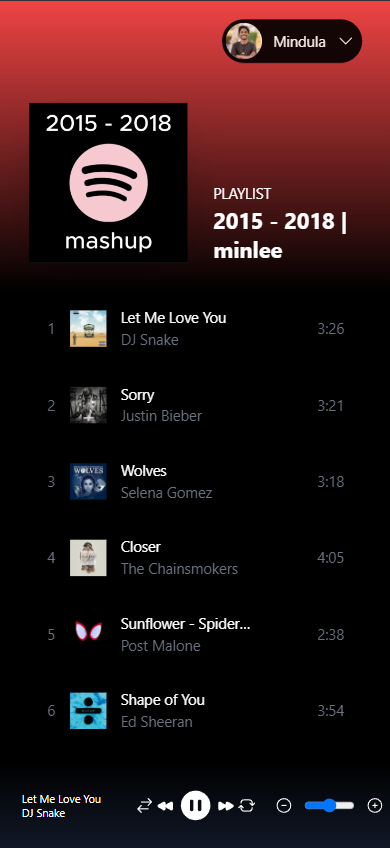 Mindula
2015 - 2018
mashup
PLAYLIST
2015 - 2018 |
minlee
1 Let Me Love You 3:26
DJ Snake
2 Sorry 3:21
Justin Bieber
WOLVES
3 Wolves 3:18
Selena Gomez
4 Closer 4:05
The Chainsmokers
5 Sunflower - Spider... 2:38
Post Malone
6 Shape of You 3:54
Ed Sheeran
Let Me Love You
DJ Snake